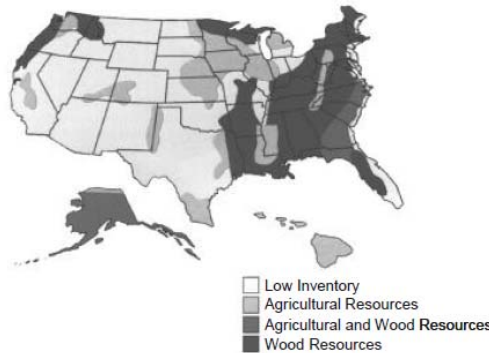 Low Inventory
Agricultural Resources
Agricultural and Wood Resources
Wood Resources